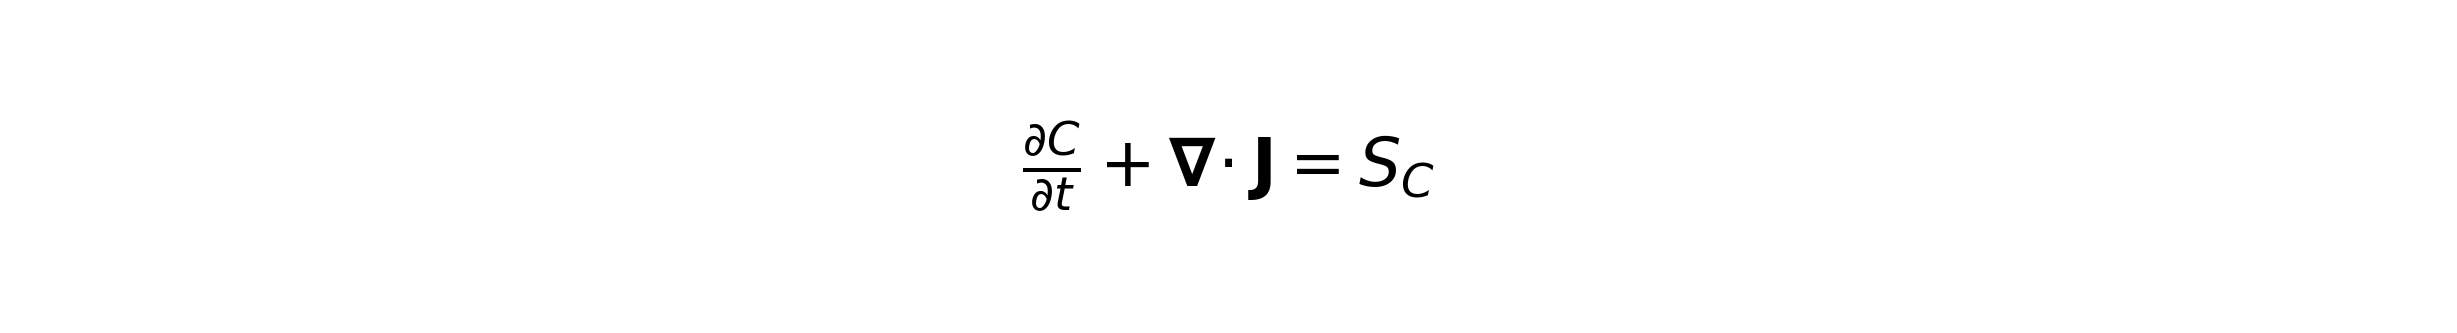 ∂C/∂t + ∇· J = S_C